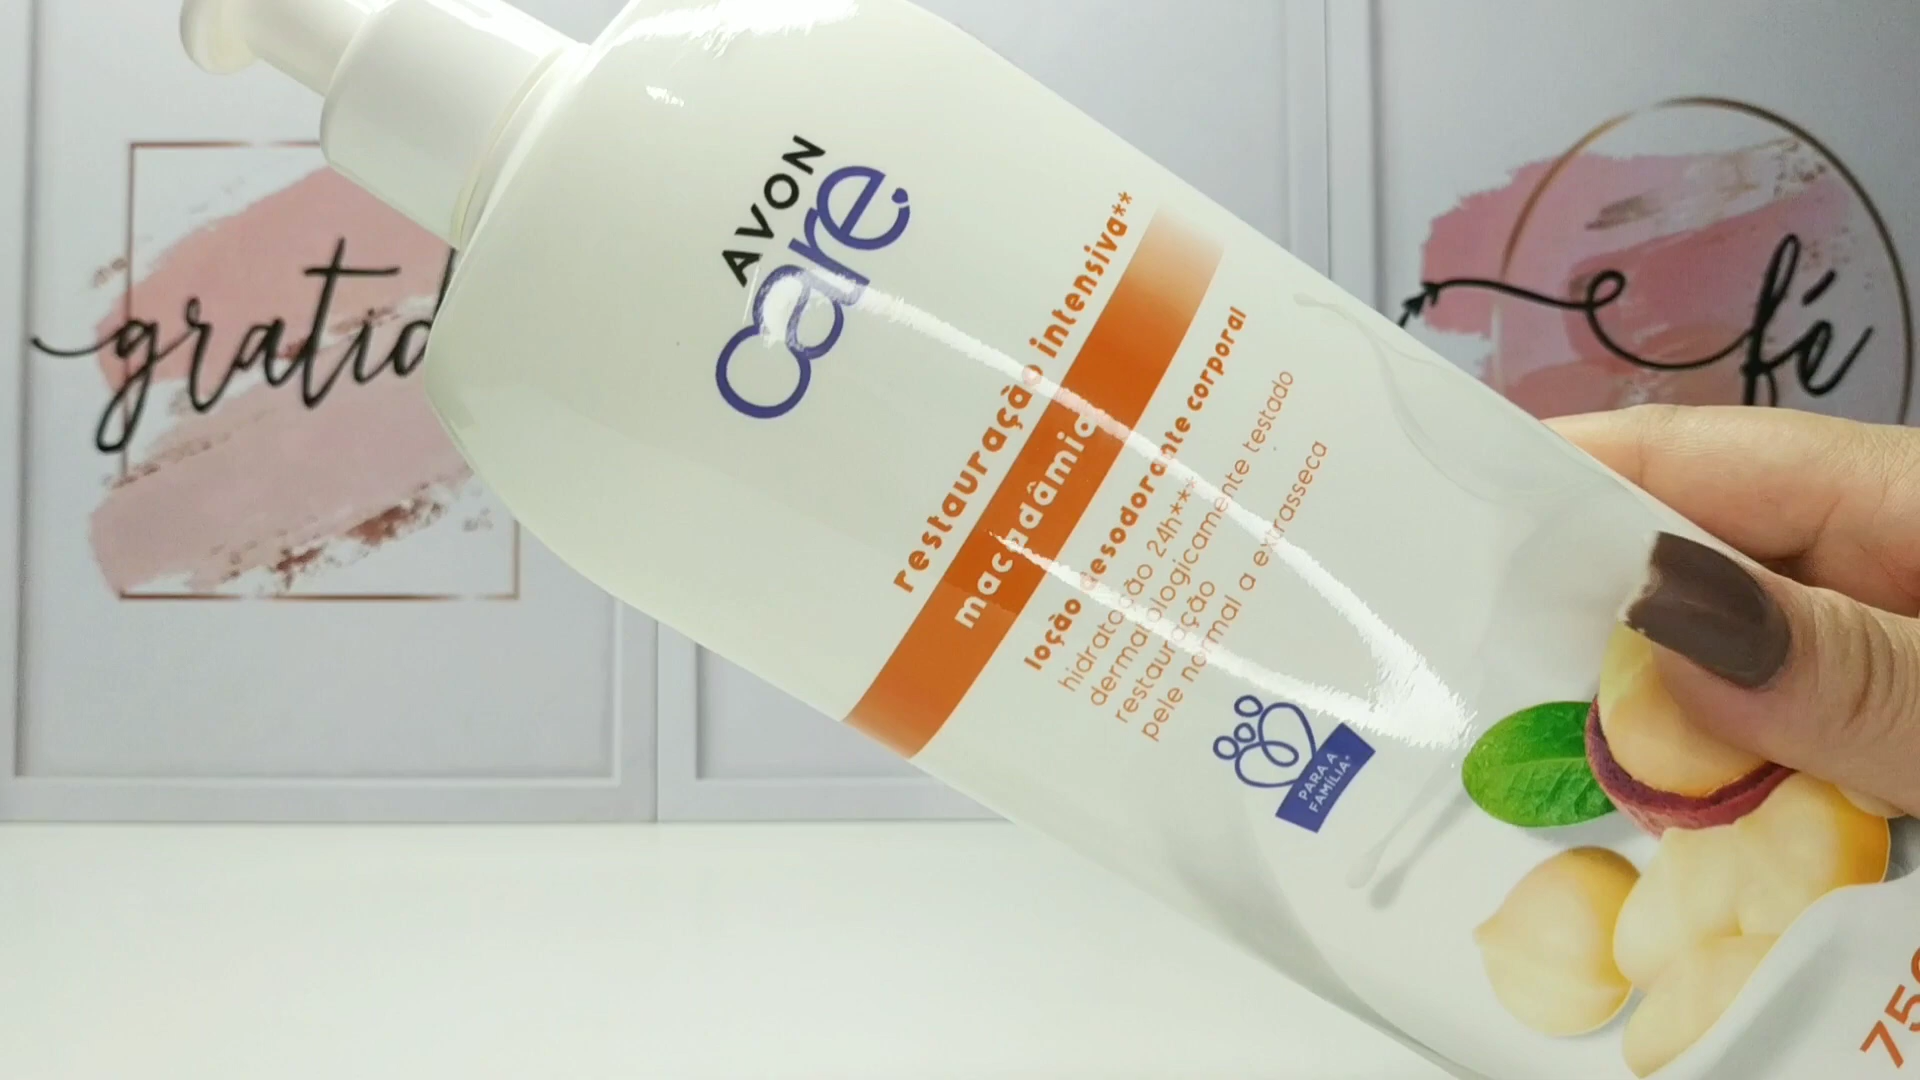 AVON
care
restauração intensiva**
macadâmia
loção desodorante corporal
hidratação 24h***
dermatologicamente testado
restauração
pele normal a extrasseca
PARA A
FAMÍLIA*
gratid
fé